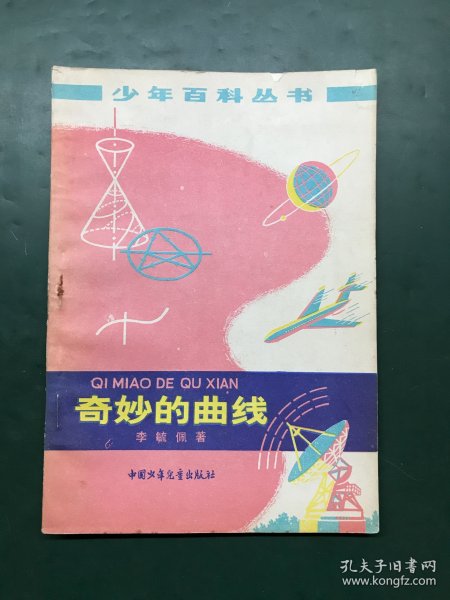 少年百科丛书
QI MIAO DE QU XIAN
奇妙的曲线
李毓佩著
中国少年儿童出版社
孔夫子旧书网
www.kongfz.com